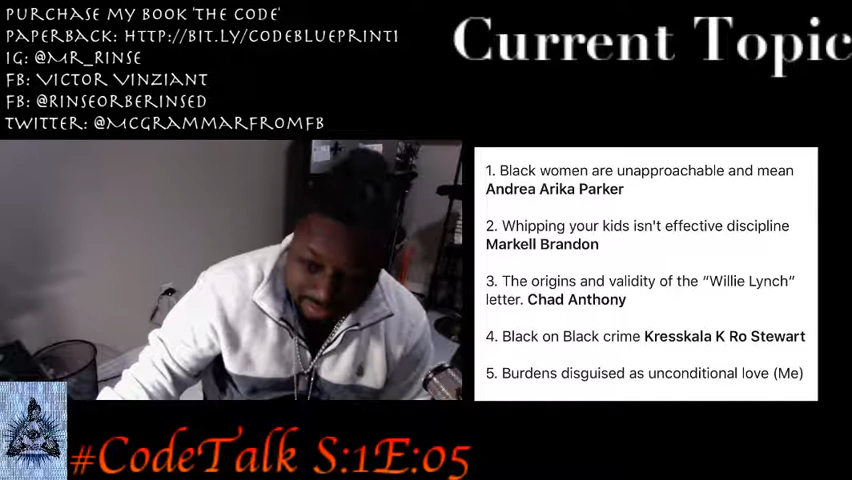 PURCHASE MY BOOK 'THE CODE'
PAPERBACK: HTTP://BIT.LY/CODEBLUEPRINT1
IG: @MR_RINSE
FB: VICTOR VINZIANT
FB: @RINSEORBERINSED
TWITTER: @MCGRAMMARFROMFB
Current Topic
1. Black women are unapproachable and mean
Andrea Arika Parker
2. Whipping your kids isn't effective discipline
Markell Brandon
3. The origins and validity of the “Willie Lynch”
letter. Chad Anthony
4. Black on Black crime Kresskala K Ro Stewart
5. Burdens disguised as unconditional love (Me)
#CodeTalk S:1E:05